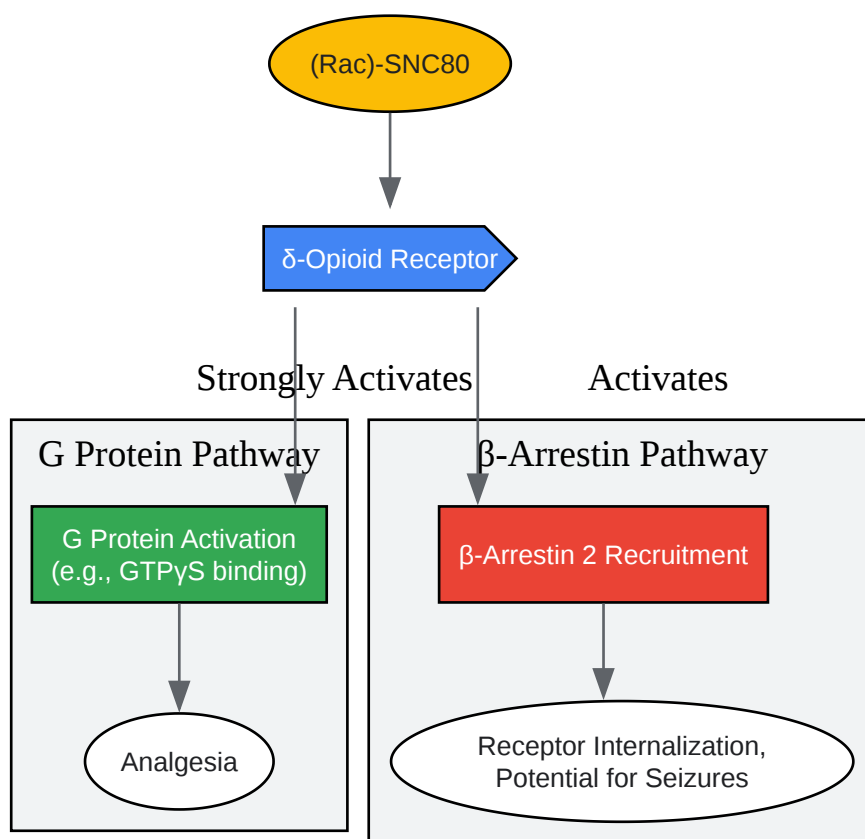 (Rac)-SNC80
δ-Opioid Receptor
Strongly Activates
Activates
G Protein Pathway
β-Arrestin Pathway
G Protein Activation
(e.g., GTPγS binding)
β-Arrestin 2 Recruitment
Analgesia
Receptor Internalization,
Potential for Seizures